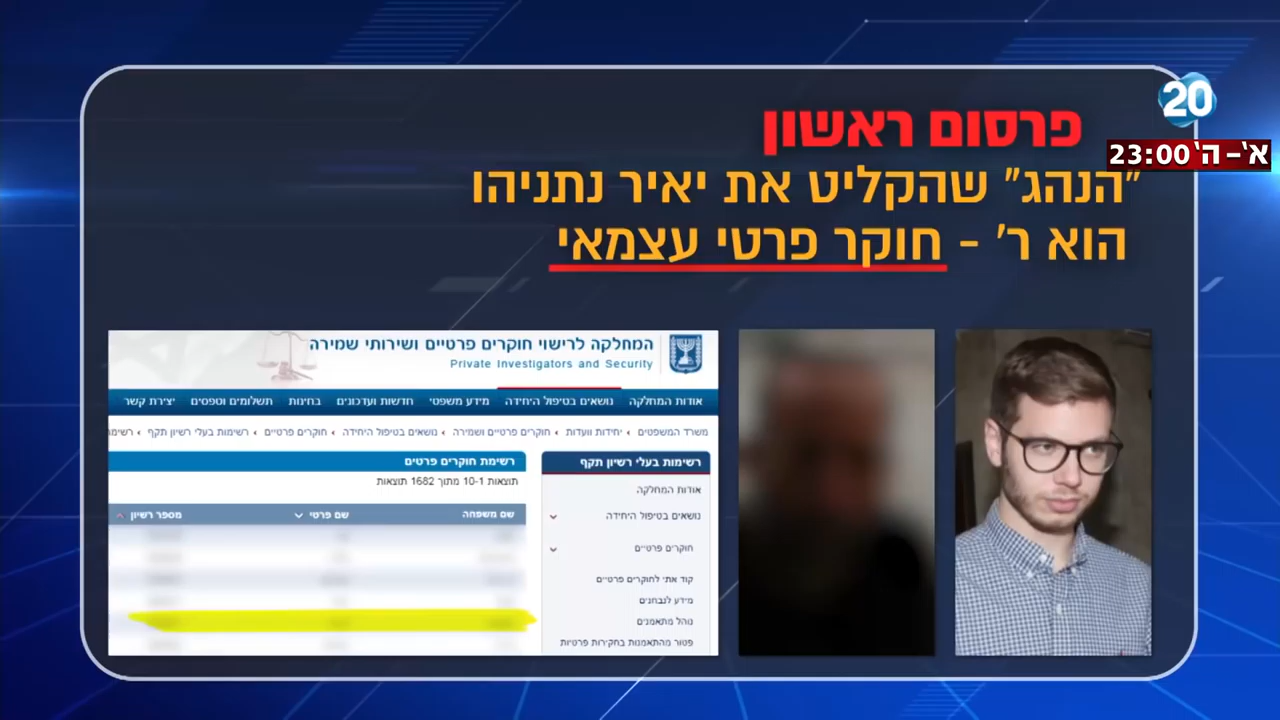 20
א'-ה' 23:00
פרסום ראשון
"הנהג" שהקליט את יאיר נתניהו
הוא ר' - חוקר פרטי עצמאי
המחלקה לרישוי חוקרים פרטיים ושירותי שמירה
Private Investigators and Security
אודות המחלקה נושאים בטיפול היחידה מידע משפטי חדשות ועדכונים בחינות תשלומים וטפסים יצירת קשר
משרד המשפטים › יחידות וועדות › חוקרים פרטיים ושמירה › נושאים בטיפול היחידה › חוקרים פרטיים › רשימות בעלי רשיון תקף ›
רשימות בעלי רשיון תקף
אודות המחלקה
נושאים בטיפול היחידה
חוקרים פרטיים
קוד אתי לחוקרים פרטיים
מידע לנבחנים
נוהל מתאמנים
פטור מהתאמנות בחקירות פרטיות
רשימת חוקרים פרטים
תוצאות 10-1 מתוך 1682 תוצאות
שם משפחה שם פרטי מספר רשיון